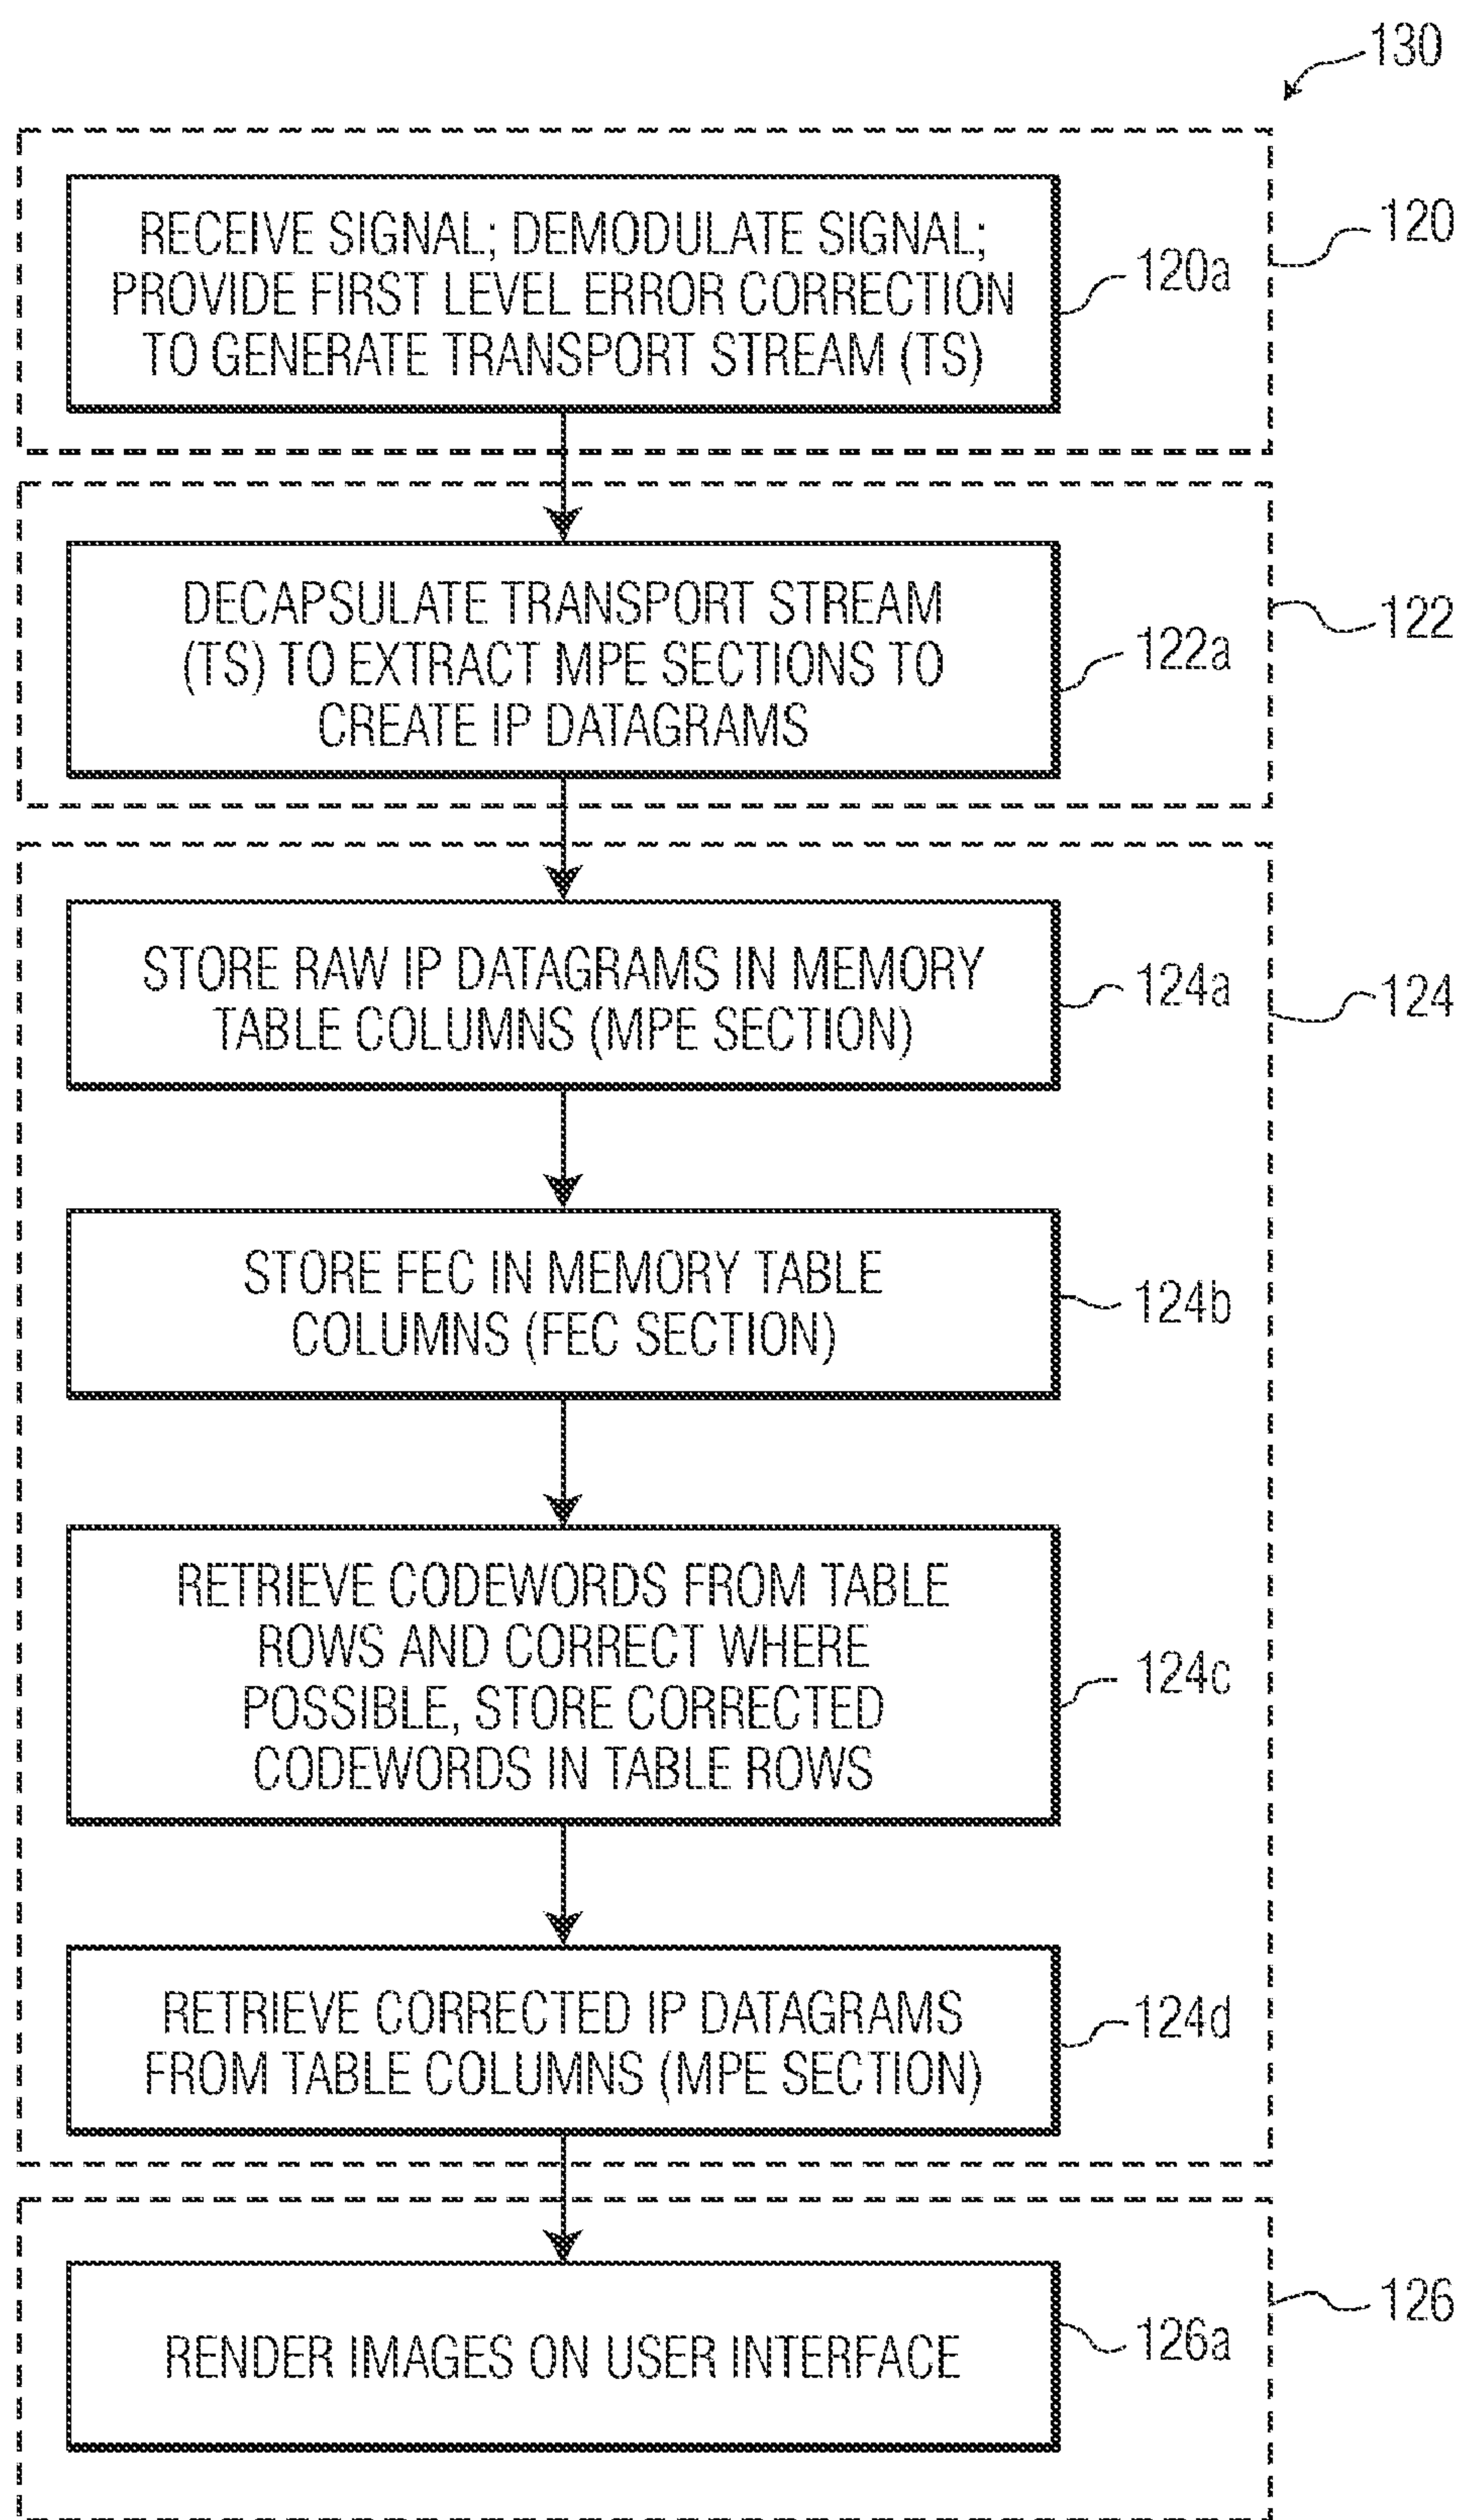 130
RECEIVE SIGNAL; DEMODULATE SIGNAL;
PROVIDE FIRST LEVEL ERROR CORRECTION
TO GENERATE TRANSPORT STREAM (TS)
120a
120
DECAPSULATE TRANSPORT STREAM
(TS) TO EXTRACT MPE SECTIONS TO
CREATE IP DATAGRAMS
122a
122
STORE RAW IP DATAGRAMS IN MEMORY
TABLE COLUMNS (MPE SECTION)
124a
124
STORE FEC IN MEMORY TABLE
COLUMNS (FEC SECTION)
124b
RETRIEVE CODEWORDS FROM TABLE
ROWS AND CORRECT WHERE
POSSIBLE, STORE CORRECTED
CODEWORDS IN TABLE ROWS
124c
RETRIEVE CORRECTED IP DATAGRAMS
FROM TABLE COLUMNS (MPE SECTION)
124d
RENDER IMAGES ON USER INTERFACE
126a
126